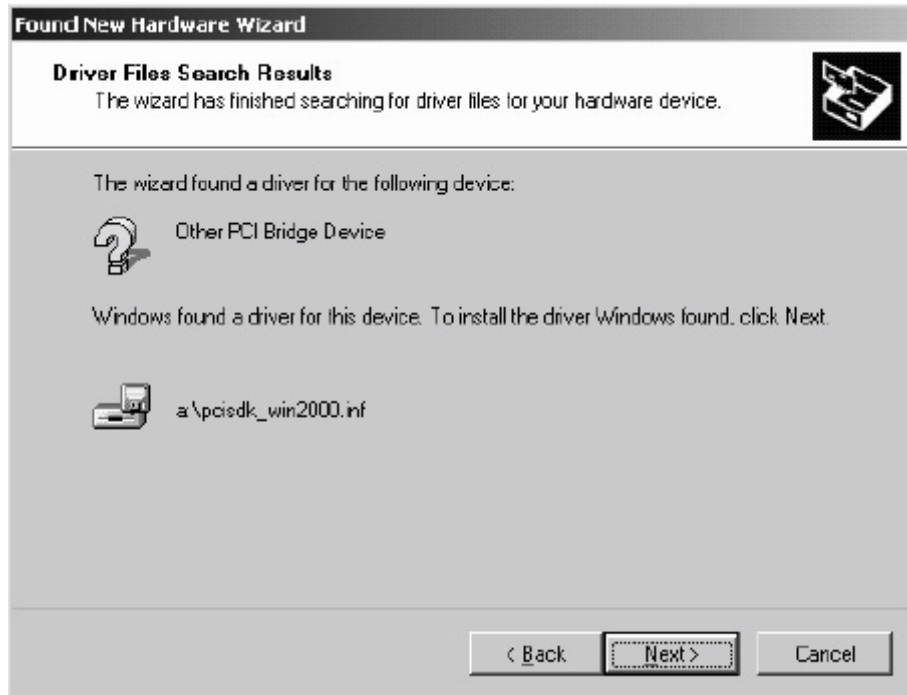 Found New Hardware Wizard
Driver Files Search Results
The wizard has finished searching for driver files for your hardware device.
The wizard found a driver for the following device:
Other PCI Bridge Device
Windows found a driver for this device. To install the driver Windows found, click Next.
a:\pcisdk_win2000.inf
< Back Next > Cancel